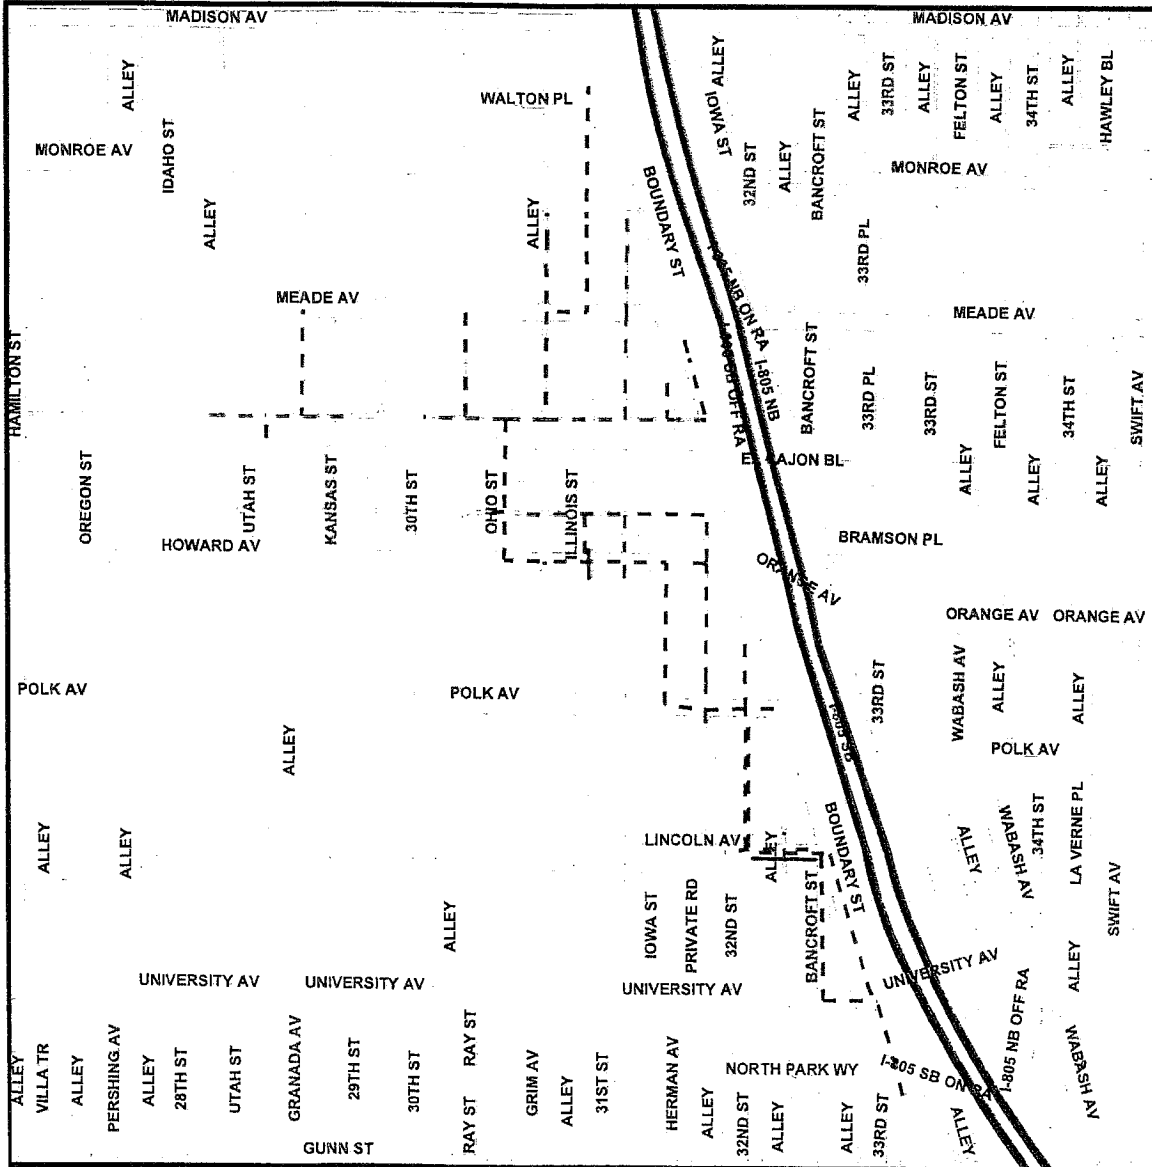 MADISON AV
MADISON AV
ALLEY
ALLEY
IOWA ST
ALLEY
33RD ST
ALLEY
FELTON ST
ALLEY
34TH ST
ALLEY
HAWLEY BL
WALTON PL
MONROE AV
IDAHO ST
32ND ST
ALLEY
BANCROFT ST
MONROE AV
ALLEY
ALLEY
BOUNDARY ST
33RD PL
I-805 NB ON RA
MEADE AV
MEADE AV
HAMILTON ST
I-805 SB OFF RA
I-805 NB
BANCROFT ST
33RD PL
33RD ST
FELTON ST
34TH ST
SWIFT AV
EL CAJON BL
ALLEY
ALLEY
ALLEY
OREGON ST
UTAH ST
KANSAS ST
30TH ST
OHIO ST
ILLINOIS ST
HOWARD AV
BRAMSON PL
ORANGE AV
ORANGE AV
ORANGE AV
POLK AV
POLK AV
33RD ST
WABASH AV
ALLEY
ALLEY
I-805 SB
ALLEY
POLK AV
ALLEY
ALLEY
LINCOLN AV
ALLEY
BOUNDARY ST
ALLEY
WABASH AV
34TH ST
LA VERNE PL
SWIFT AV
ALLEY
IOWA ST
PRIVATE RD
32ND ST
BANCROFT ST
UNIVERSITY AV
UNIVERSITY AV
UNIVERSITY AV
UNIVERSITY AV
ALLEY
I-805 NB OFF RA
ALLEY
VILLA TR
ALLEY
PERSHING AV
ALLEY
28TH ST
UTAH ST
GRANADA AV
29TH ST
30TH ST
RAY ST
RAY ST
GRIM AV
ALLEY
31ST ST
HERMAN AV
ALLEY
NORTH PARK WY
32ND ST
ALLEY
ALLEY
33RD ST
I-805 SB ON RA
ALLEY
WABASH AV
GUNN ST